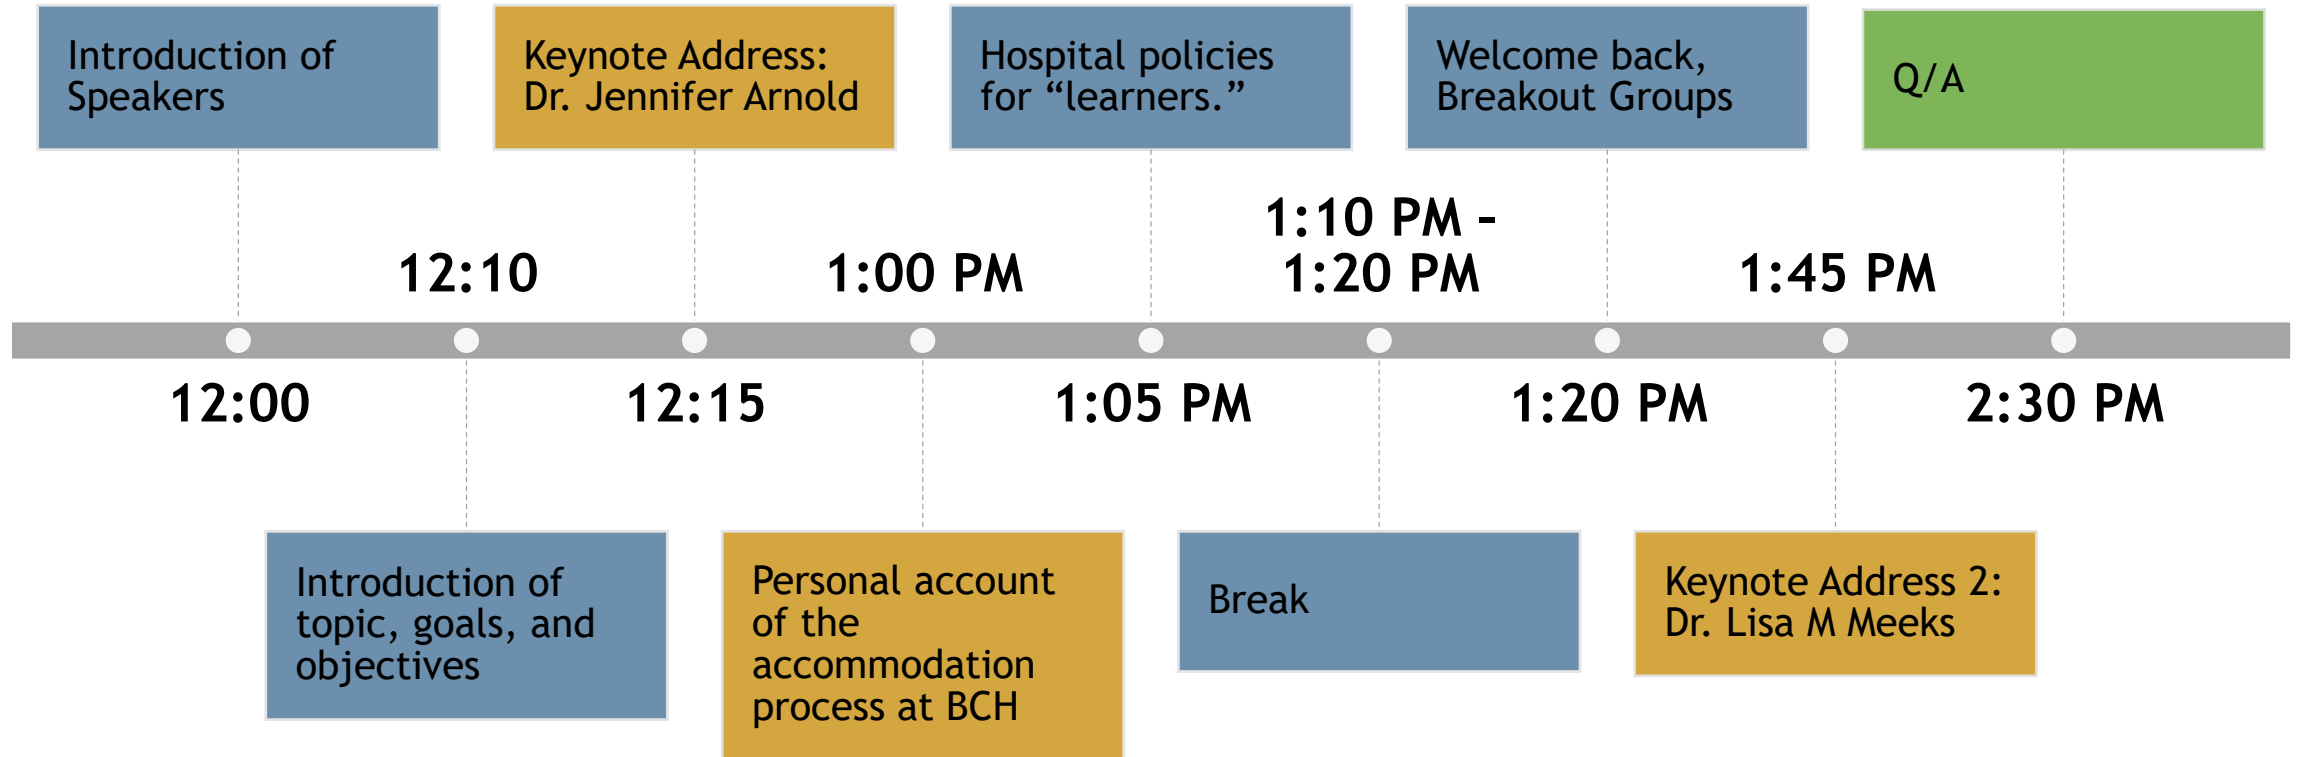 Introduction of
Speakers
Keynote Address:
Dr. Jennifer Arnold
Hospital policies
for “learners.”
Welcome back,
Breakout Groups
Q/A
12:10
1:00 PM
1:10 PM –
1:20 PM
1:45 PM
12:00
12:15
1:05 PM
1:20 PM
2:30 PM
Introduction of
topic, goals, and
objectives
Personal account
of the
accommodation
process at BCH
Break
Keynote Address 2:
Dr. Lisa M Meeks